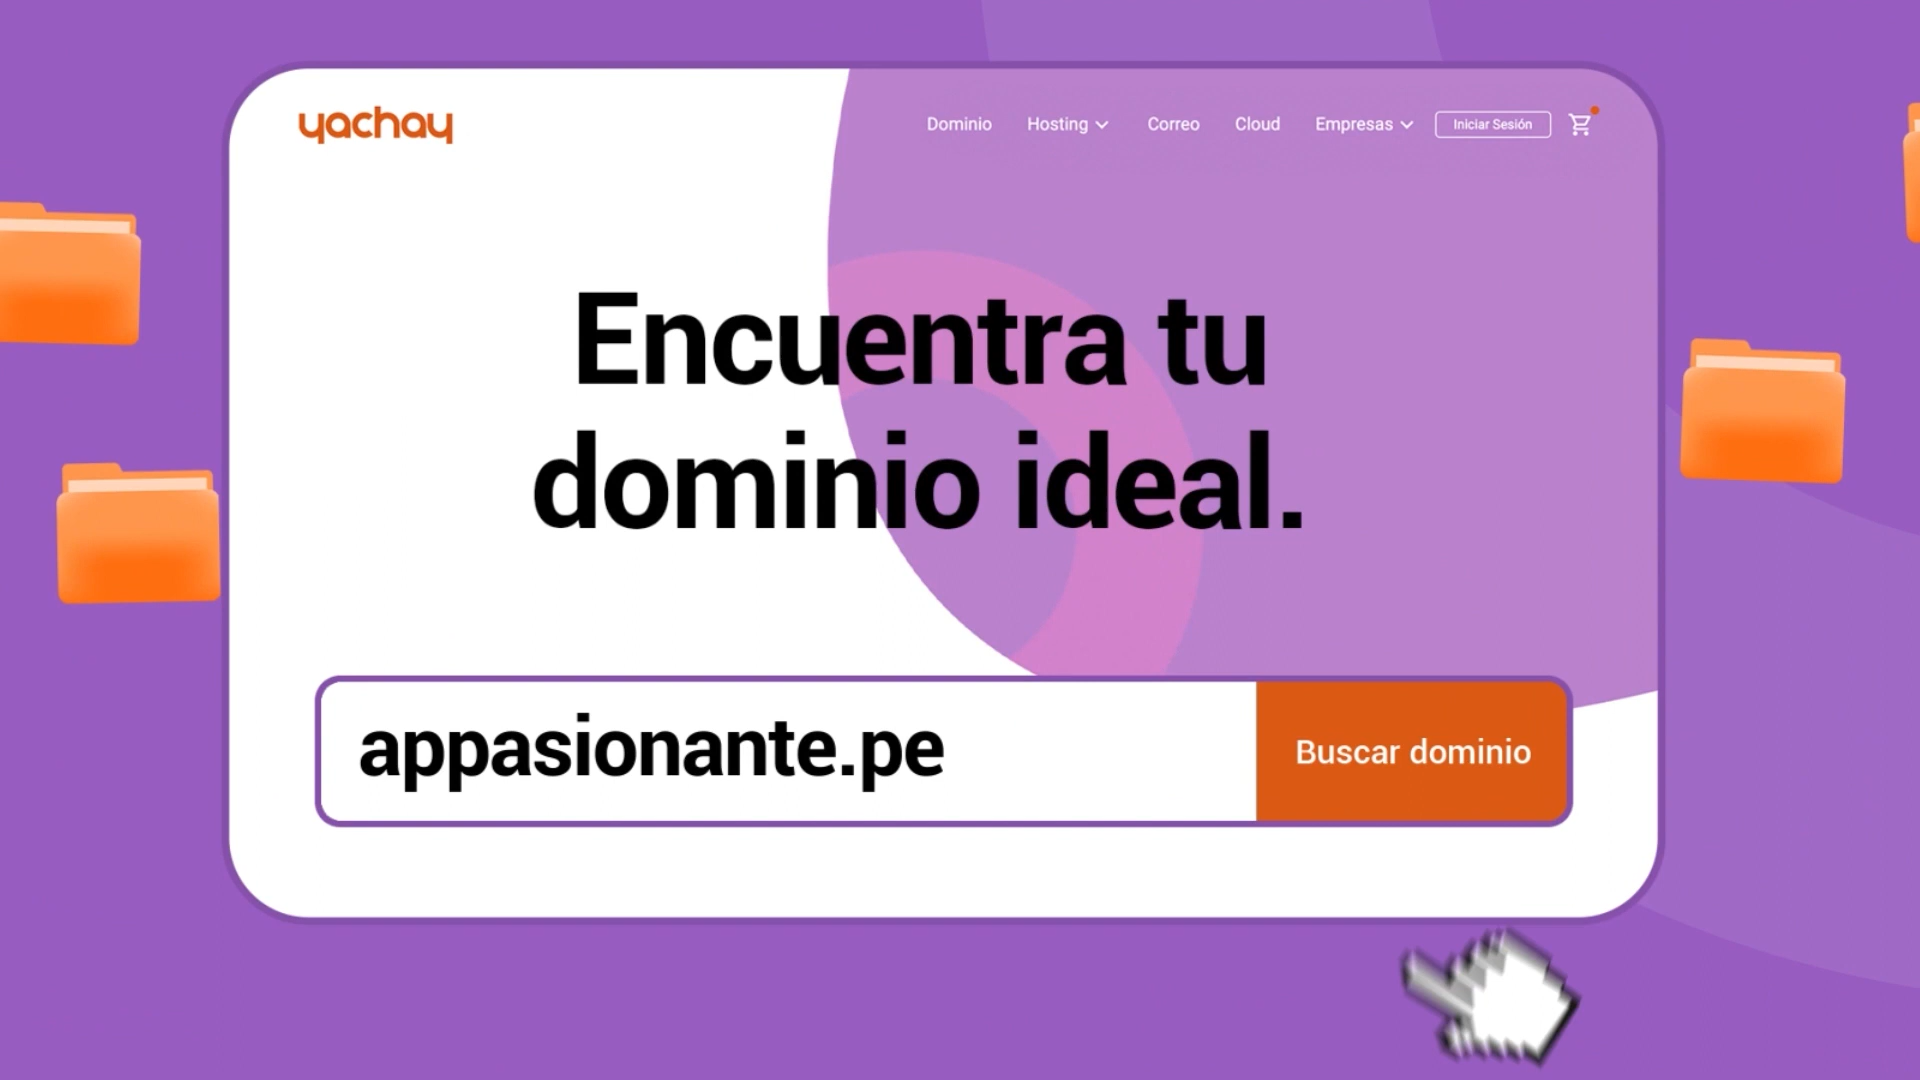 yachay
Dominio Hosting Correo Cloud Empresas Iniciar Sesión
Encuentra tu
dominio ideal.
appasionante.pe
Buscar dominio